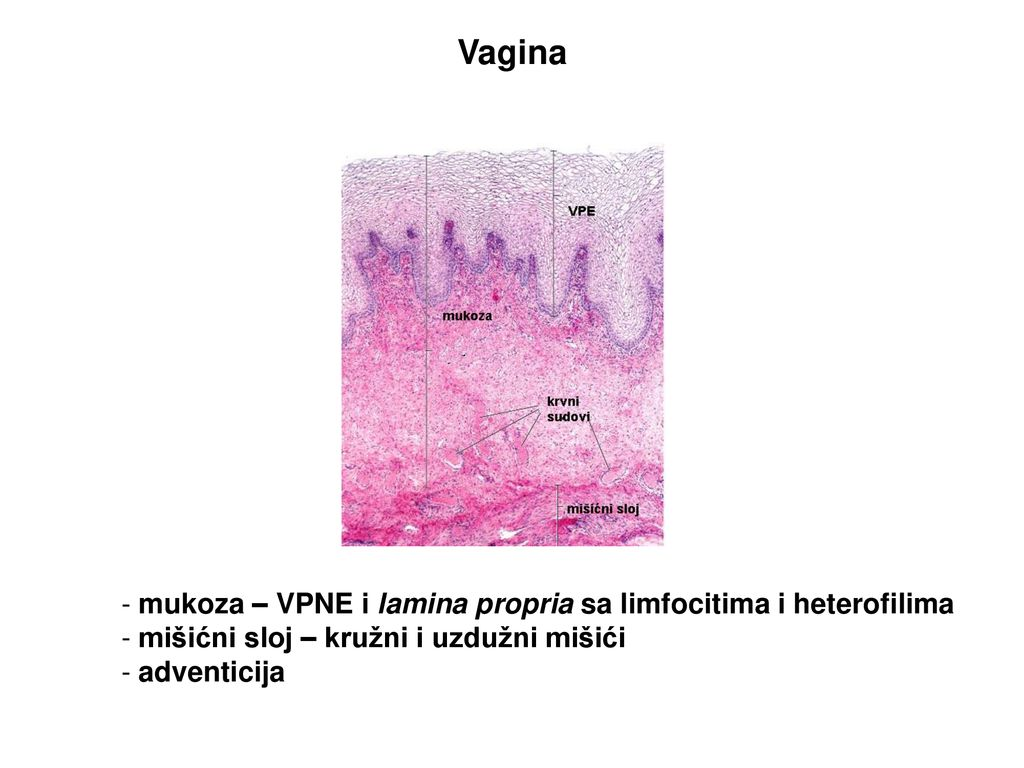 Vagina
VPE
mukoza
krvni
sudovi
mišićni sloj
- mukoza – VPNE i lamina propria sa limfocitima i heterofilima
- mišićni sloj – kružni i uzdužni mišići
- adventicija